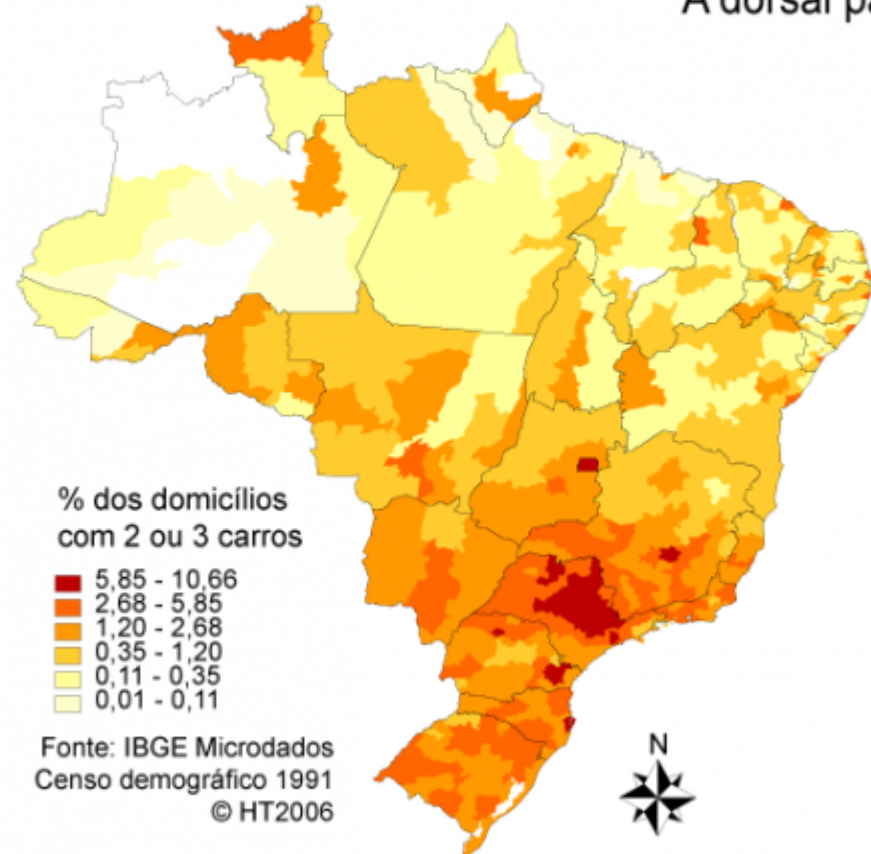 A dorsal
% dos domicílios
com 2 ou 3 carros
5,85 - 10,66
2,68 - 5,85
1,20 - 2,68
0,35 - 1,20
0,11 - 0,35
0,01 - 0,11
Fonte: IBGE Microdados
Censo demográfico 1991
© HT2006
N